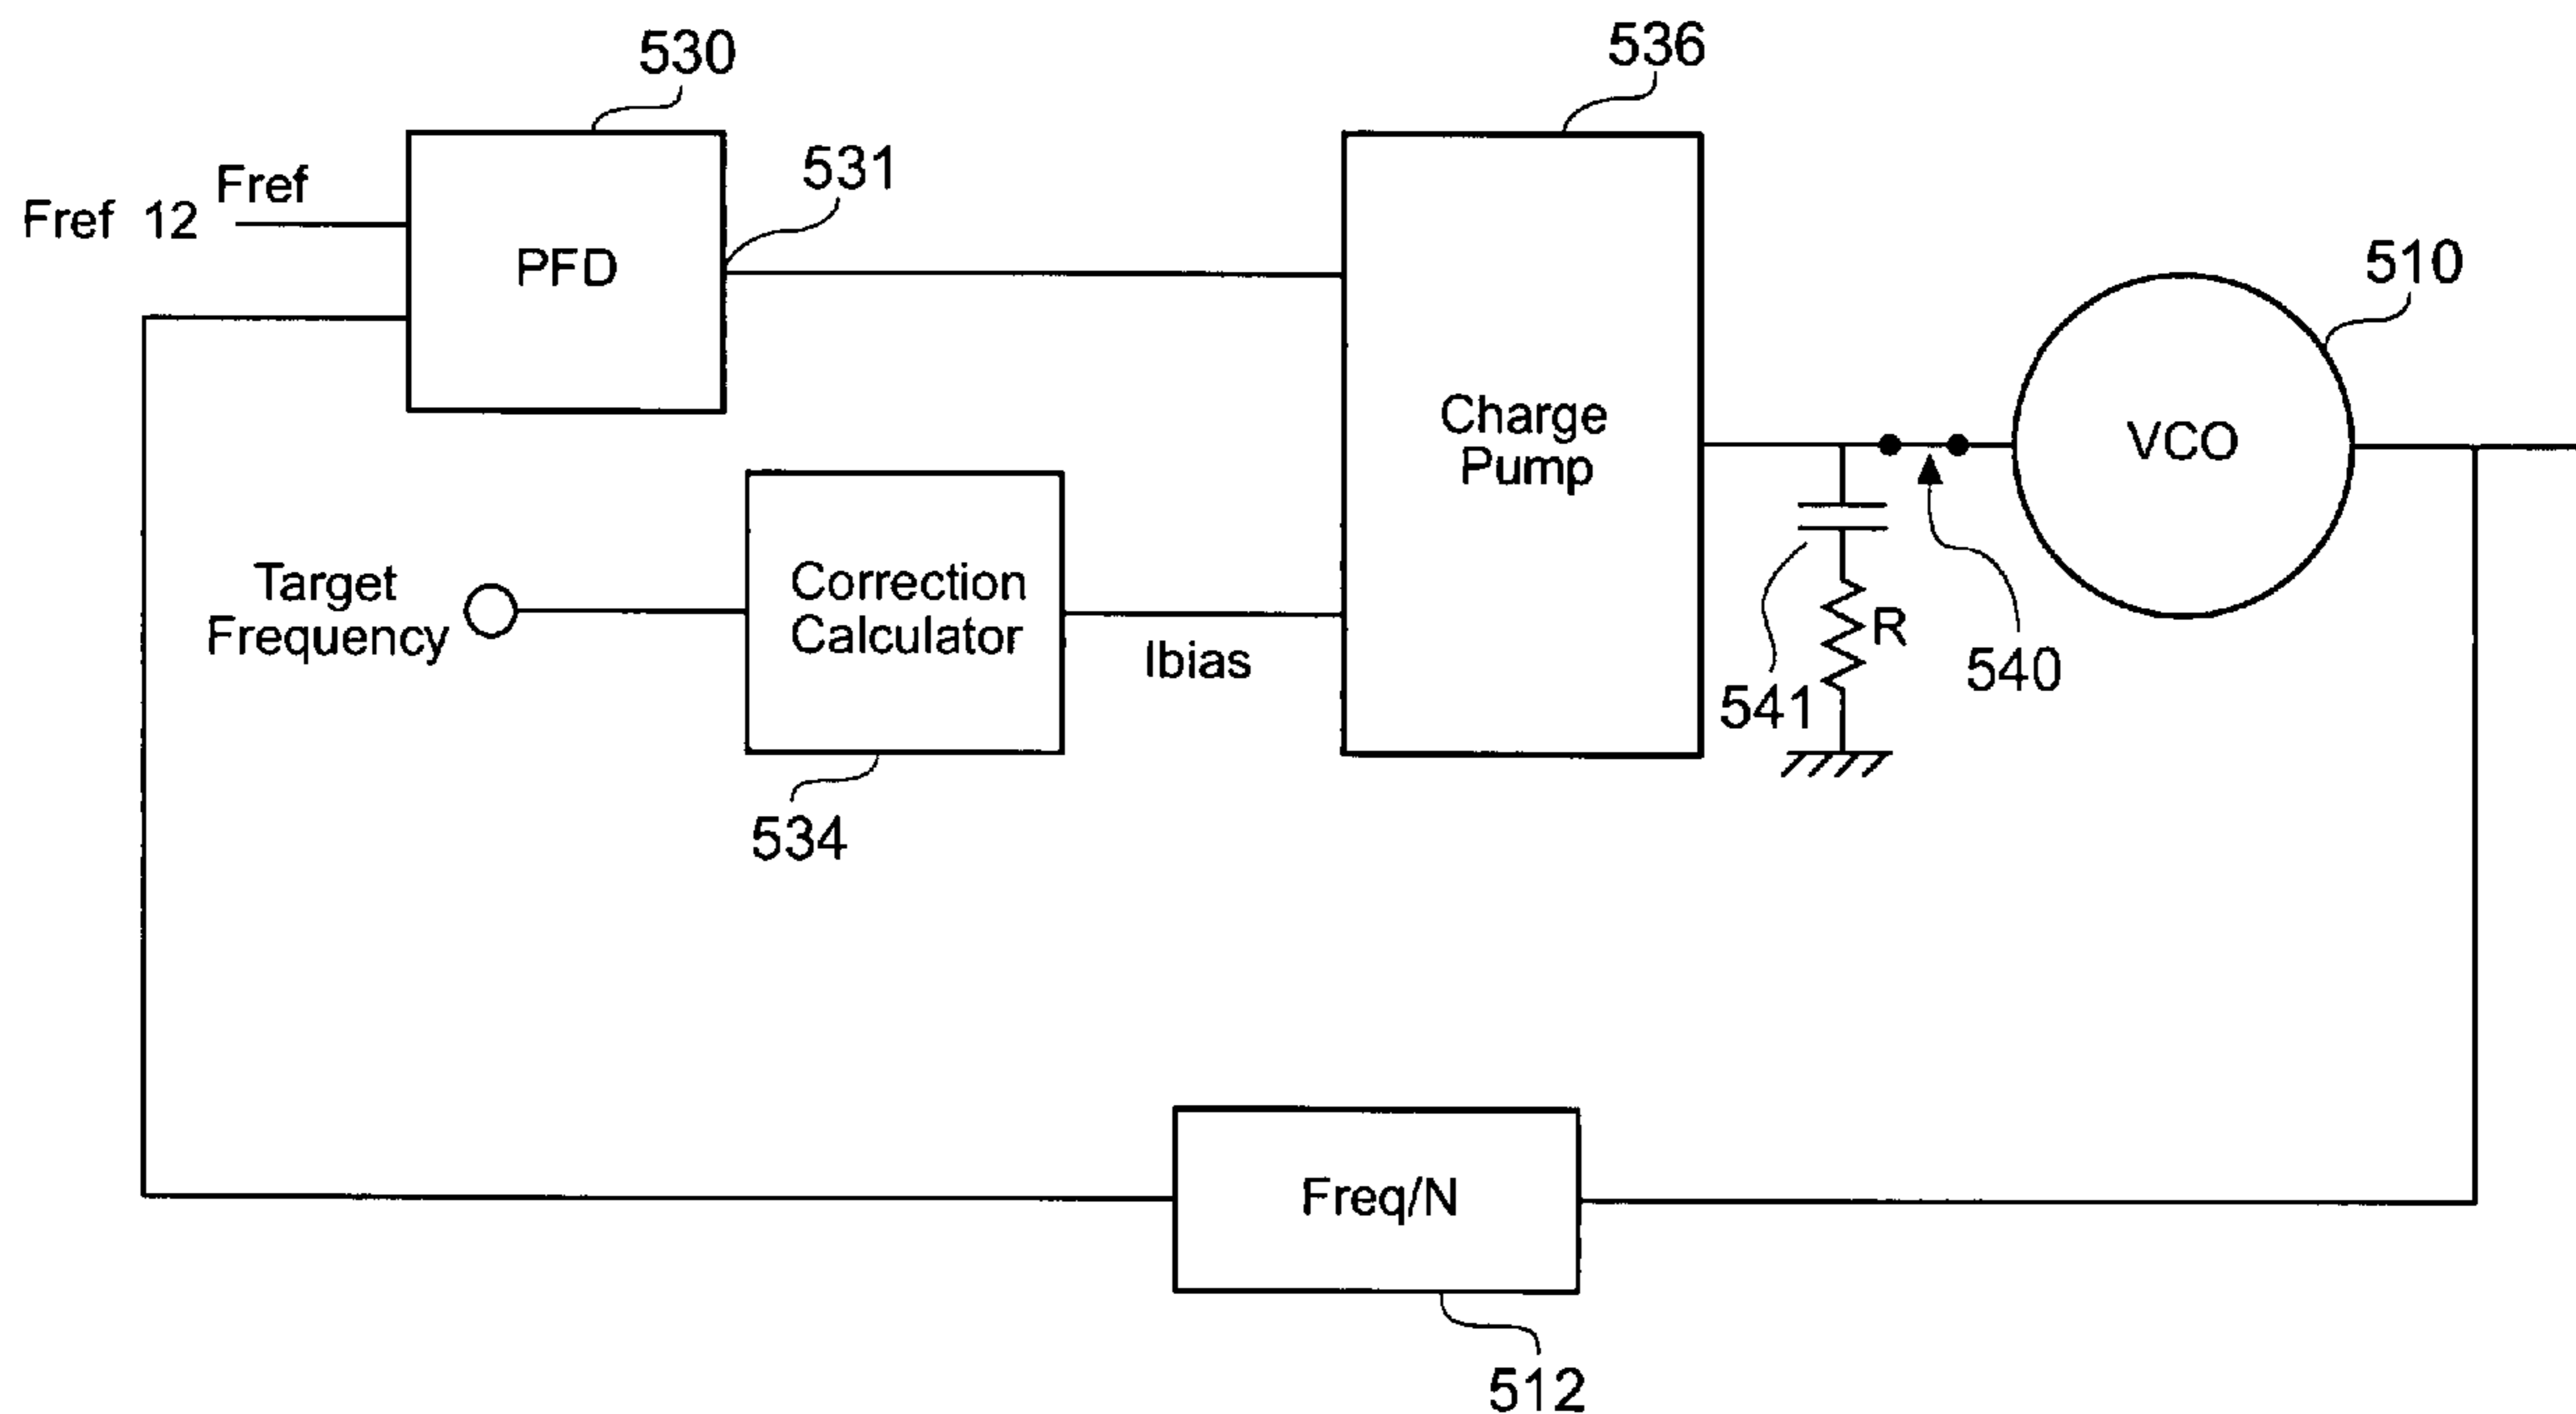 530
536
531
Fref
Fref 12
PFD
510
Charge
Pump
VCO
Target
Frequency
Correction
Calculator
Ibias
R
541
540
534
Freq/N
512